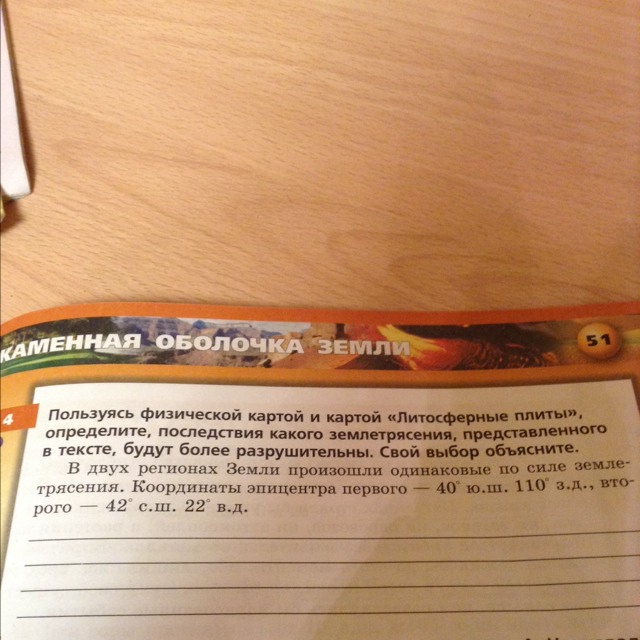 КАМЕННАЯ ОБОЛОЧКА ЗЕМЛИ
51
4
Пользуясь физической картой и картой «Литосферные плиты»,
определите, последствия какого землетрясения, представленного
в тексте, будут более разрушительны. Свой выбор объясните.
В двух регионах Земли произошли одинаковые по силе земле-
трясения. Координаты эпицентра первого — 40° ю.ш. 110° з.д., вто-
рого — 42° с.ш. 22° в.д.